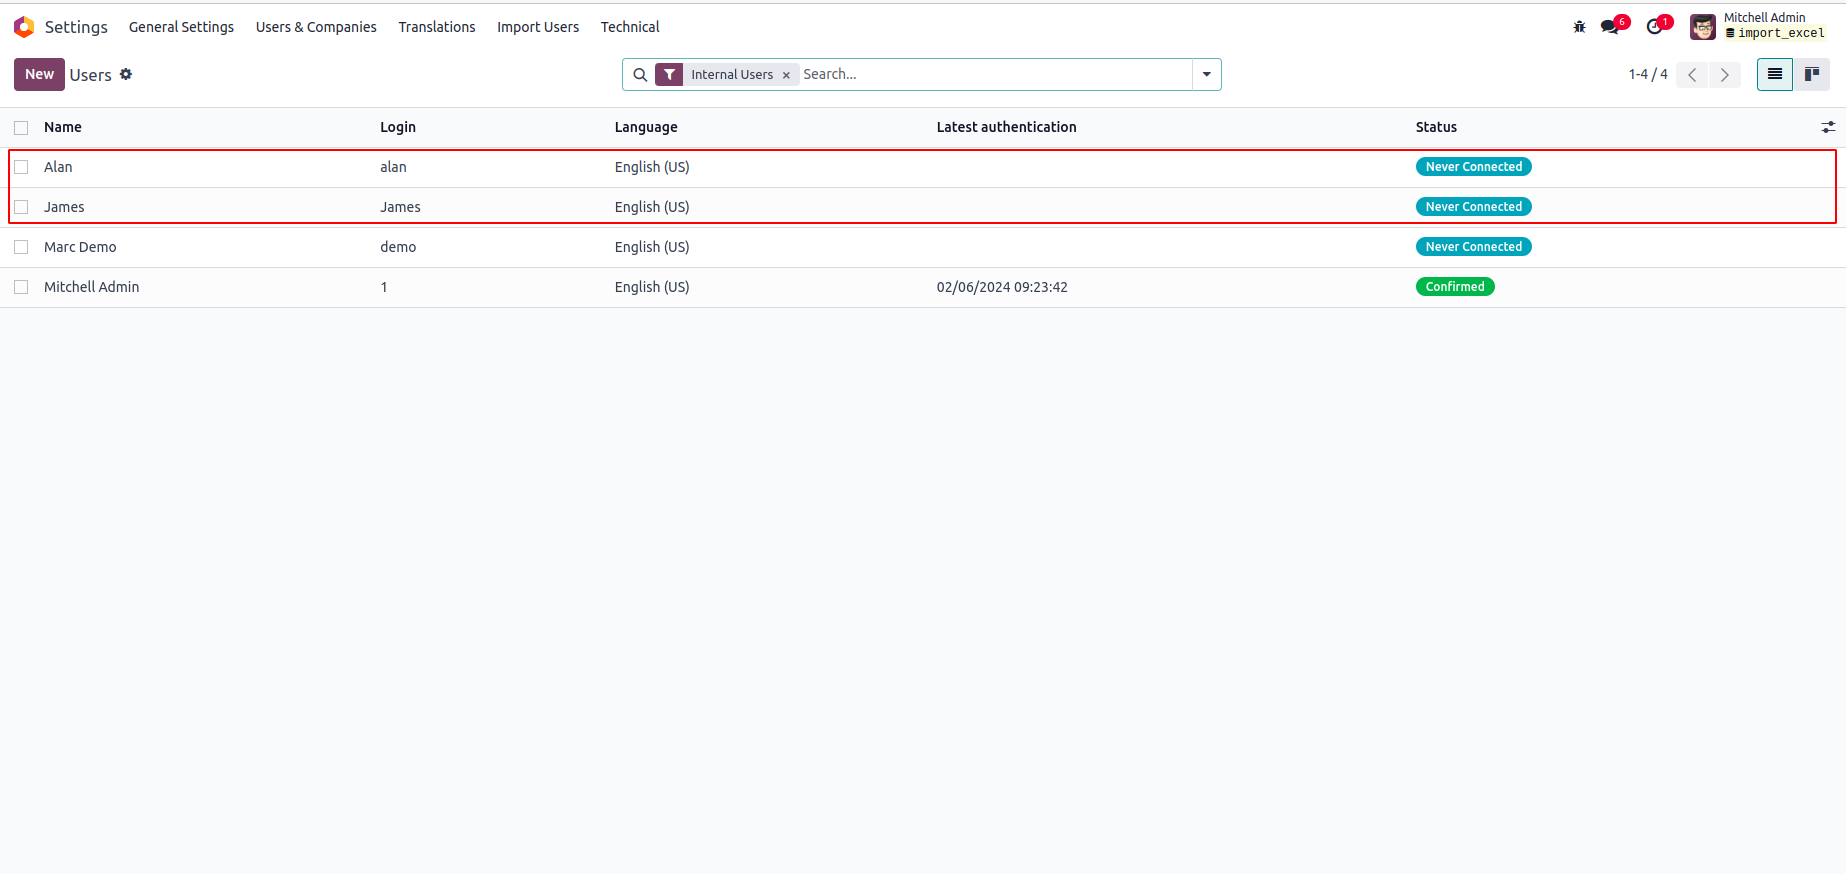 Settings General Settings Users & Companies Translations Import Users Technical 6 1 Mitchell Admin
import_excel
New Users Internal Users × Search... 1-4 / 4
Name Login Language Latest authentication Status
Alan alan English (US) Never Connected
James James English (US) Never Connected
Marc Demo demo English (US) Never Connected
Mitchell Admin 1 English (US) 02/06/2024 09:23:42 Confirmed